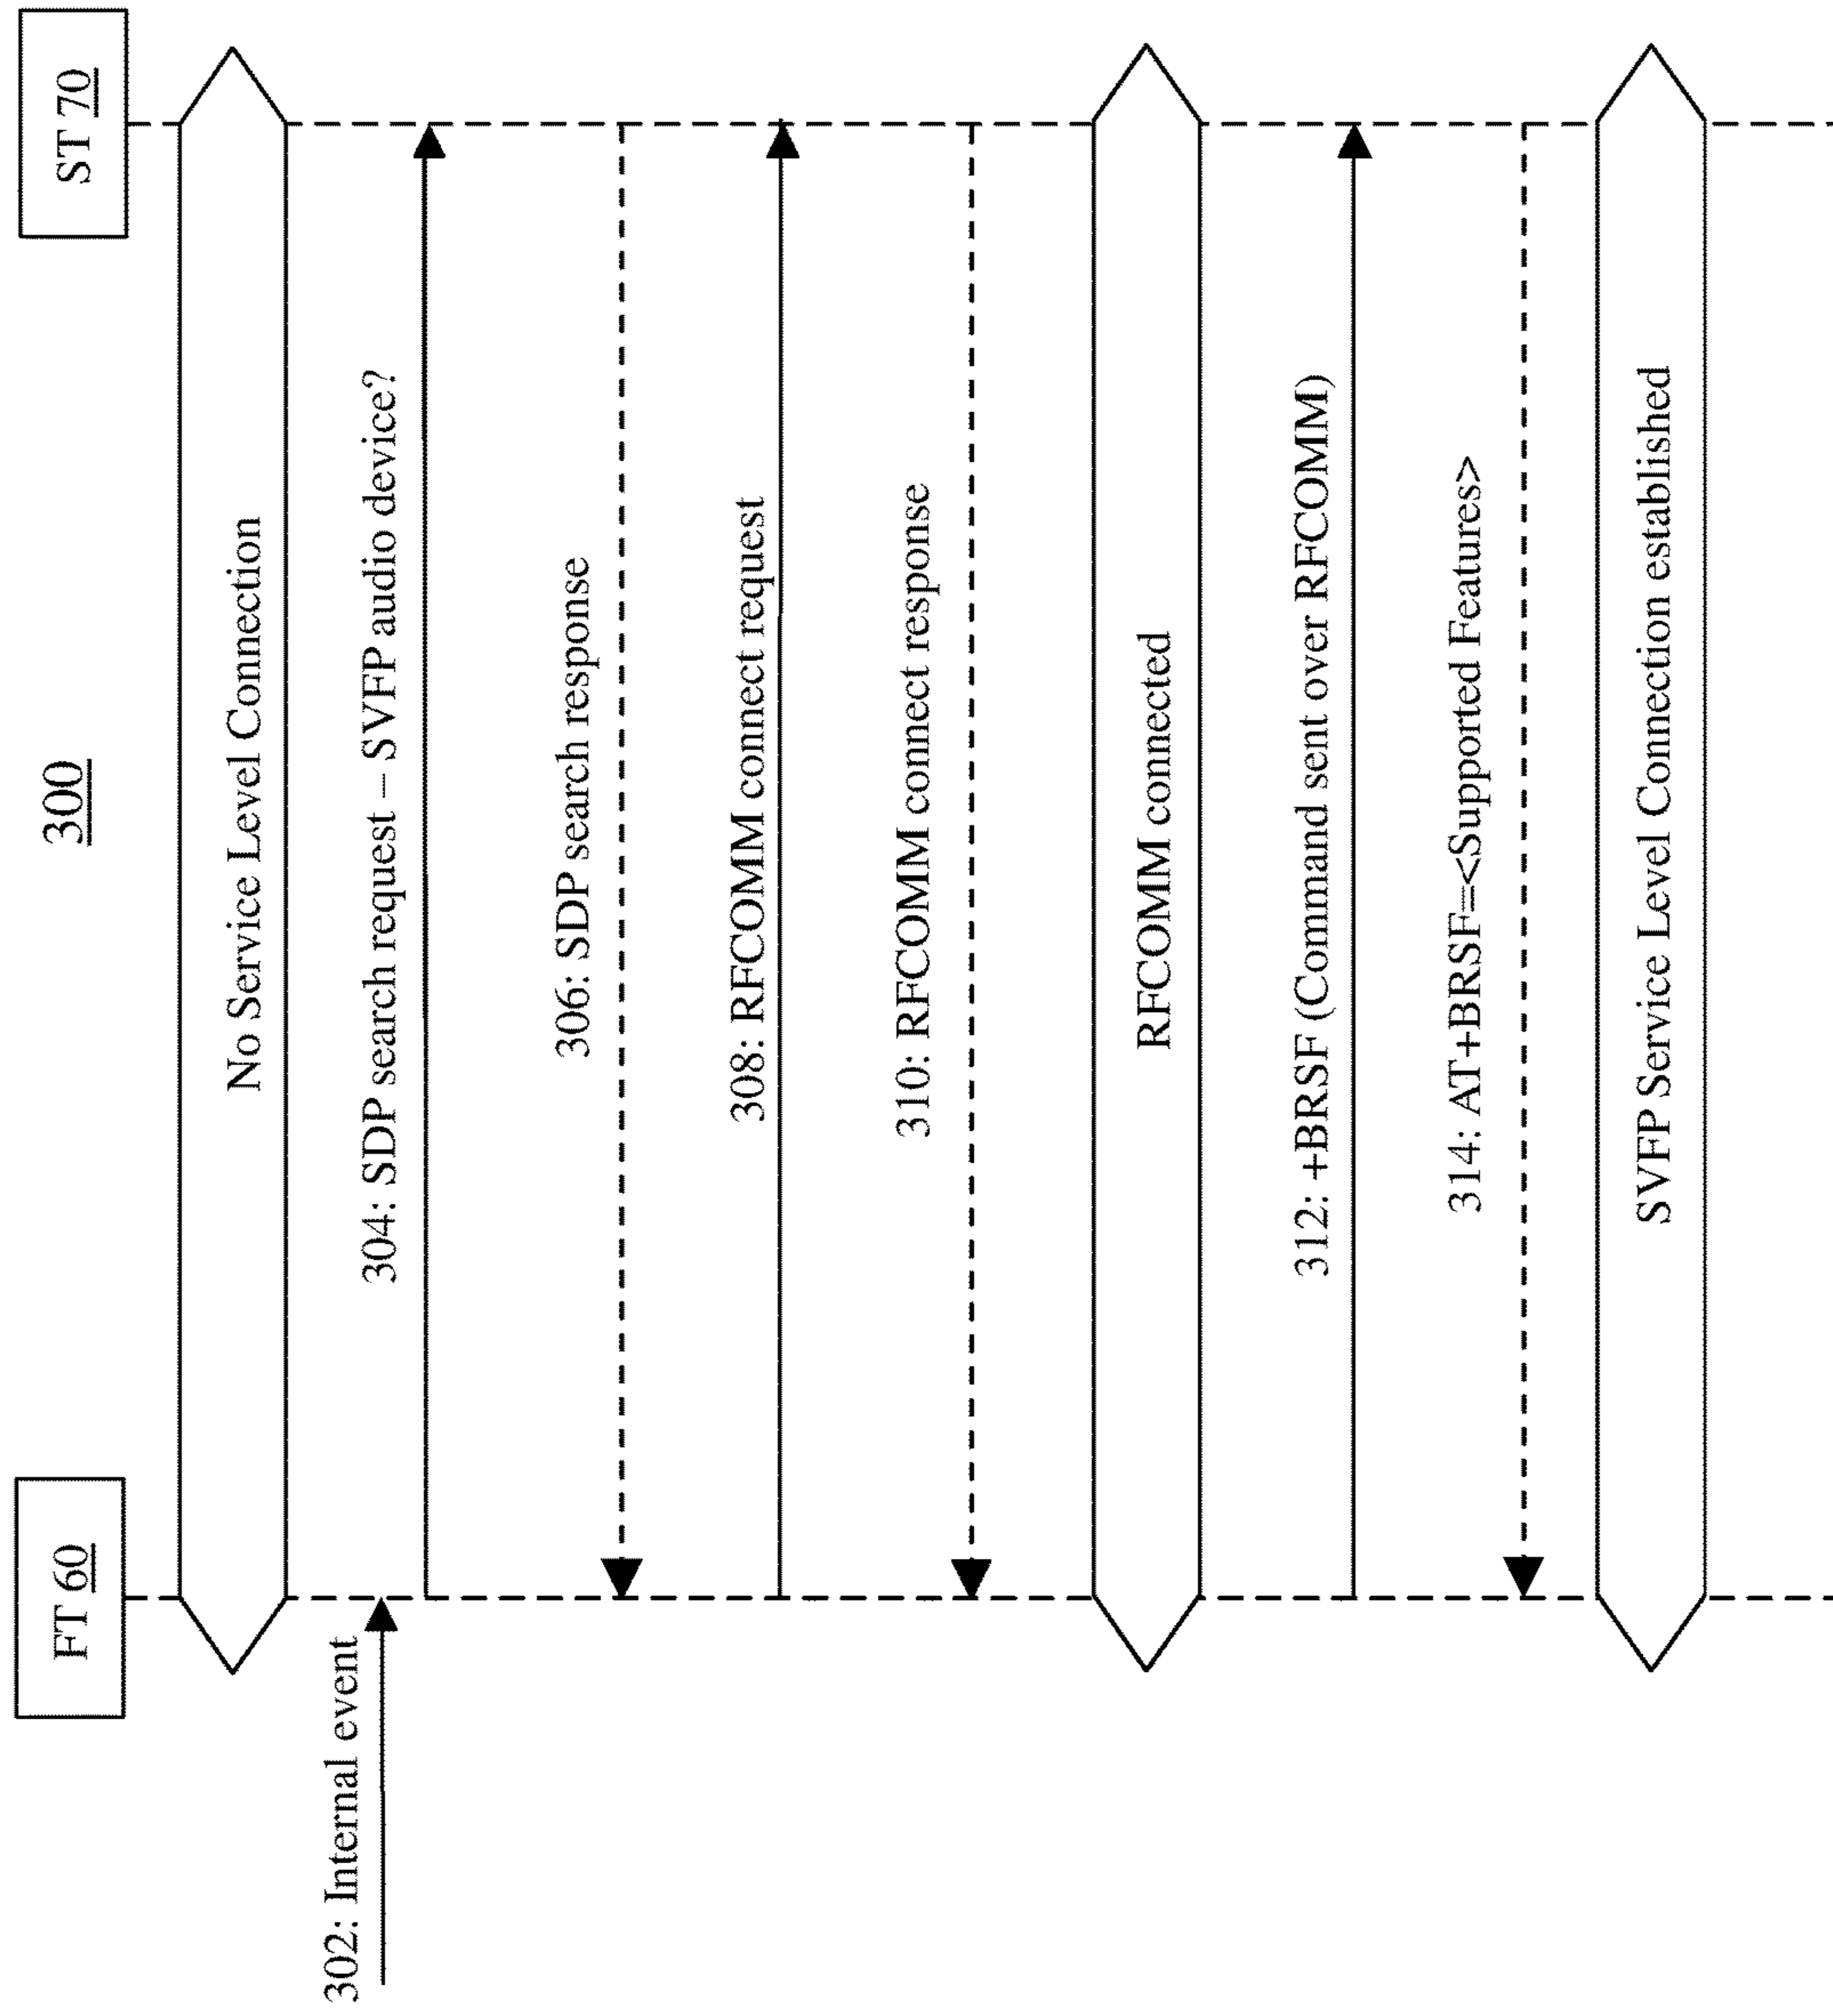 300
FT 60
ST 70
No Service Level Connection
302: Internal event
304: SDP search request – SVFP audio device?
306: SDP search response
308: RFCOMM connect request
310: RFCOMM connect response
RFCOMM connected
312: +BRSF (Command sent over RFCOMM)
314: AT+BRSF=<Supported Features>
SVFP Service Level Connection established